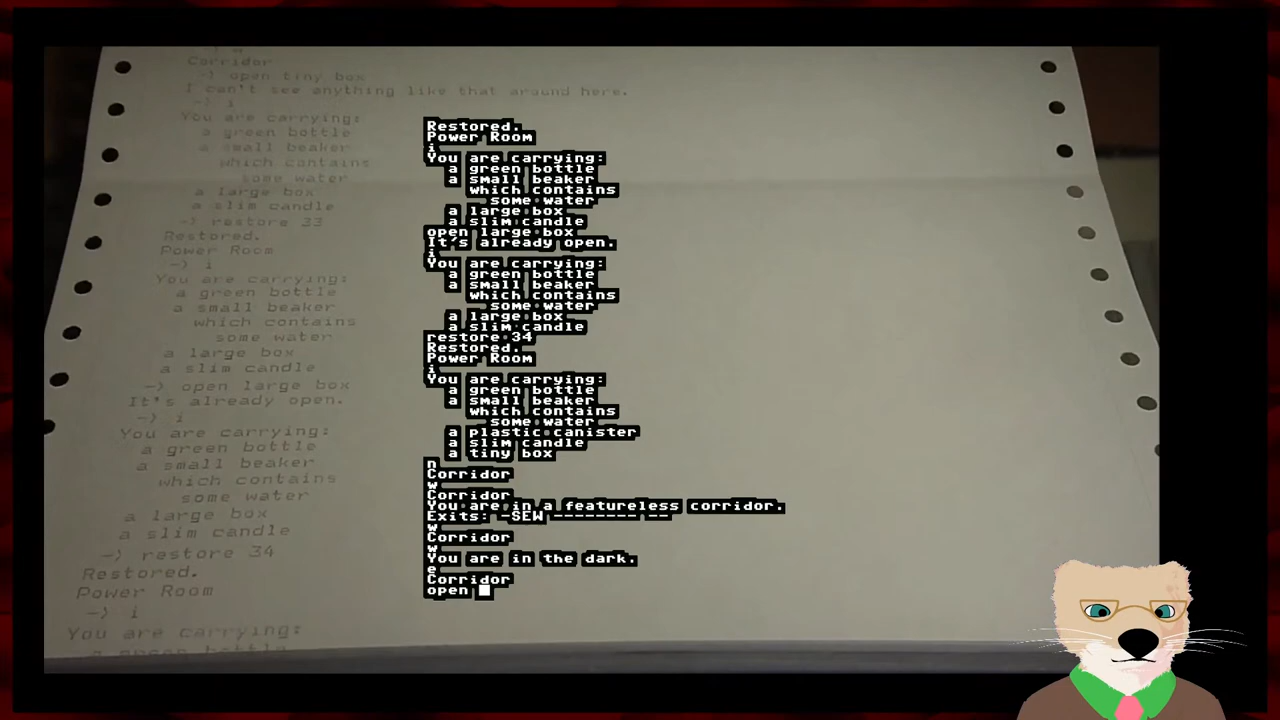 Corridor
-> open tiny box
I can't see anything like that around here.
-> i
You are carrying:
a green bottle
a small beaker
which contains
some water
a large box
a slim candle
-> restore 33
Restored.
Power Room
-> i
You are carrying:
a green bottle
a small beaker
which contains
some water
a large box
a slim candle
-> open large box
It's already open.
-> i
You are carrying:
a green bottle
a small beaker
which contains
some water
a large box
a slim candle
-> restore 34
Restored.
Power Room
-> i
You are carrying:
a green bottle
Restored.
Power Room
i
You are carrying:
a green bottle
a small beaker
which contains
some water
a large box
a slim candle
open large box
It's already open.
i
You are carrying:
a green bottle
a small beaker
which contains
some water
a large box
a slim candle
restore 34
Restored.
Power Room
i
You are carrying:
a green bottle
a small beaker
which contains
some water
a plastic canister
a slim candle
a tiny box
n
Corridor
w
Corridor
You are in a featureless corridor.
Exits: -SEW -------- --
w
Corridor
w
You are in the dark.
e
Corridor
open